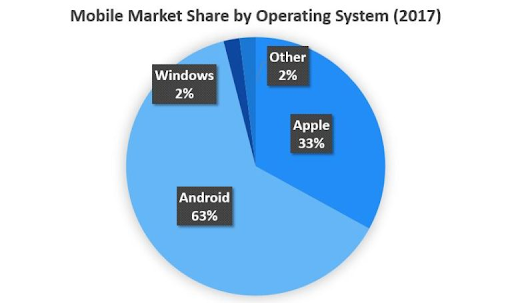 Mobile Market Share by Operating System (2017)
Other
2%
Windows
2%
Apple
33%
Android
63%